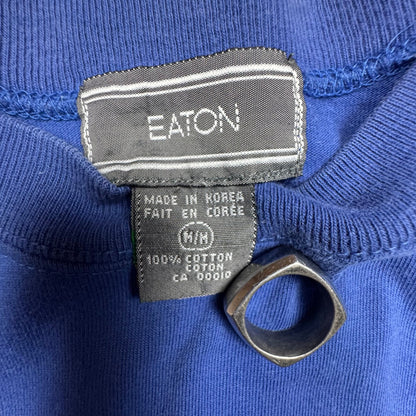 EATON
MADE IN KOREA
FAIT EN CORÉE
M/M
100% COTTON
COTON
CA 00010